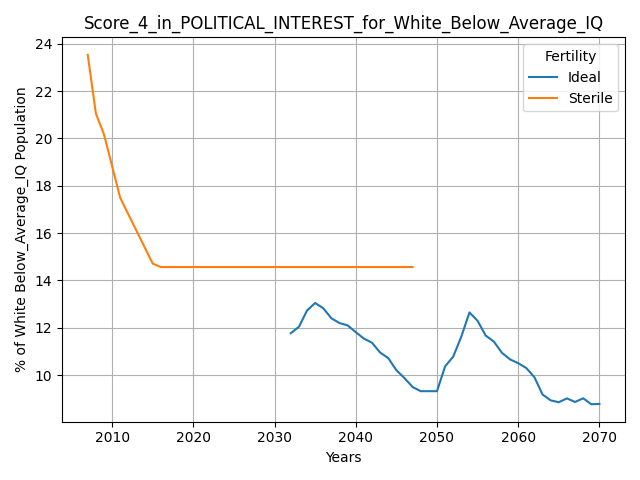 Score_4_in_POLITICAL_INTEREST_for_White_Below_Average_IQ
% of White Below_Average_IQ Population
24
22
20
18
16
14
12
10
Fertility
Ideal
Sterile
2010 2020 2030 2040 2050 2060 2070
Years